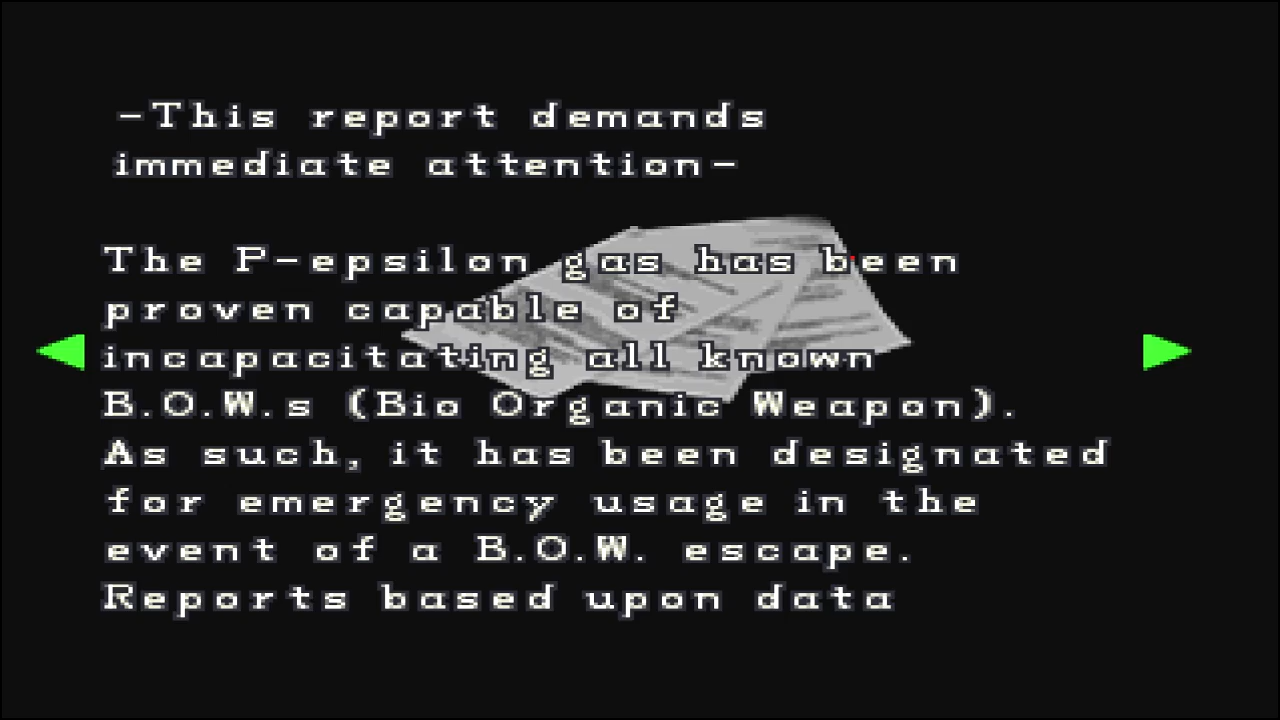 -This report demands
immediate attention-
The P-epsilon gas has been
proven capable of
incapacitating all known
B.O.W.s (Bio Organic Weapon).
As such, it has been designated
for emergency usage in the
event of a B.O.W. escape.
Reports based upon data